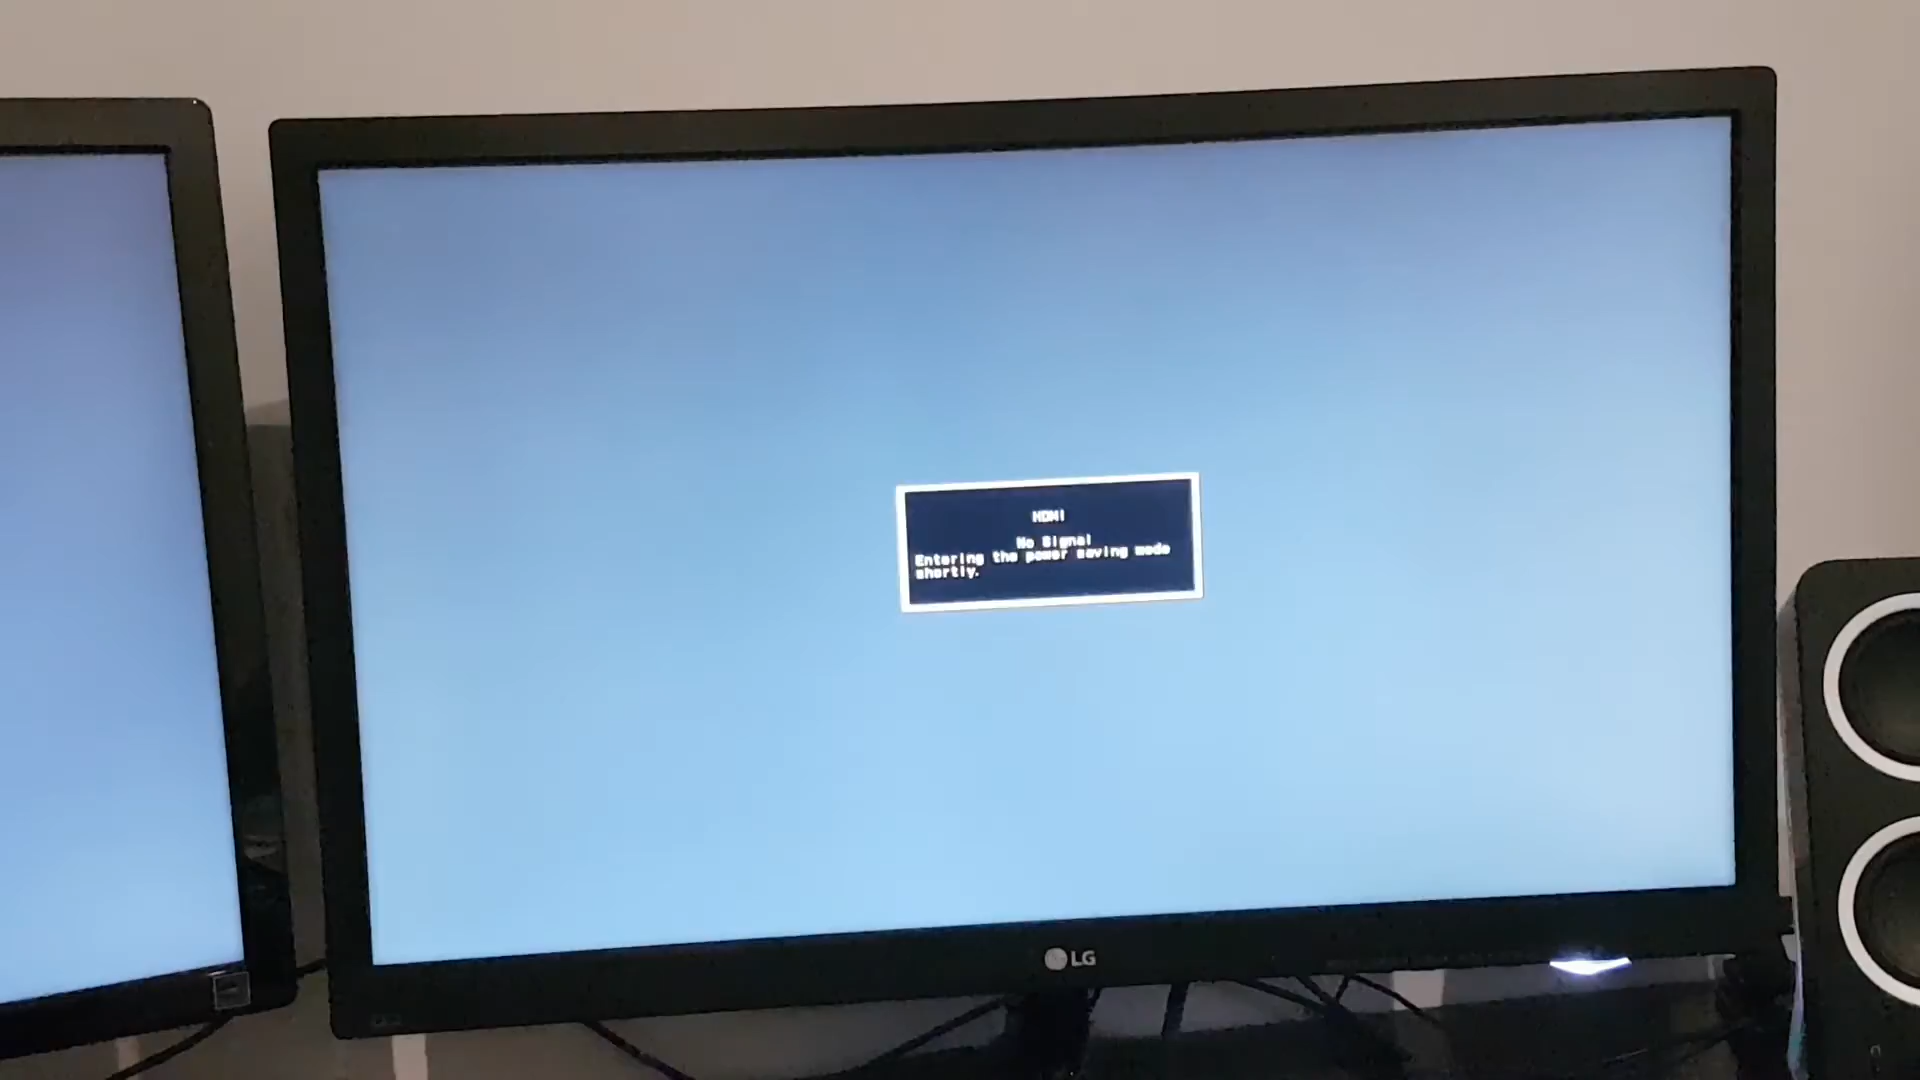 HDMI
No Signal
Entering the power saving mode
shortly.
LG